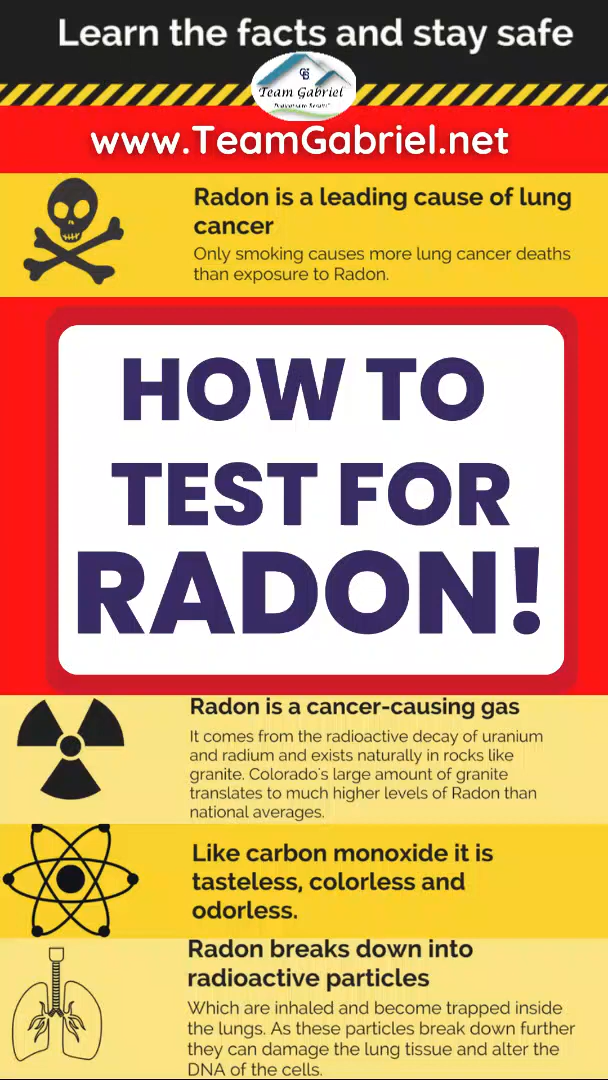 Learn the facts and stay safe
Team Gabriel
www.TeamGabriel.net
Radon is a leading cause of lung
cancer
Only smoking causes more lung cancer deaths
than exposure to Radon.
HOW TO
TEST FOR
RADON!
Radon is a cancer-causing gas
It comes from the radioactive decay of uranium
and radium and exists naturally in rocks like
granite. Colorado's large amount of granite
translates to much higher levels of Radon than
national averages.
Like carbon monoxide it is
tasteless, colorless and
odorless.
Radon breaks down into
radioactive particles
Which are inhaled and become trapped inside
the lungs. As these particles break down further
they can damage the lung tissue and alter the
DNA of the cells.